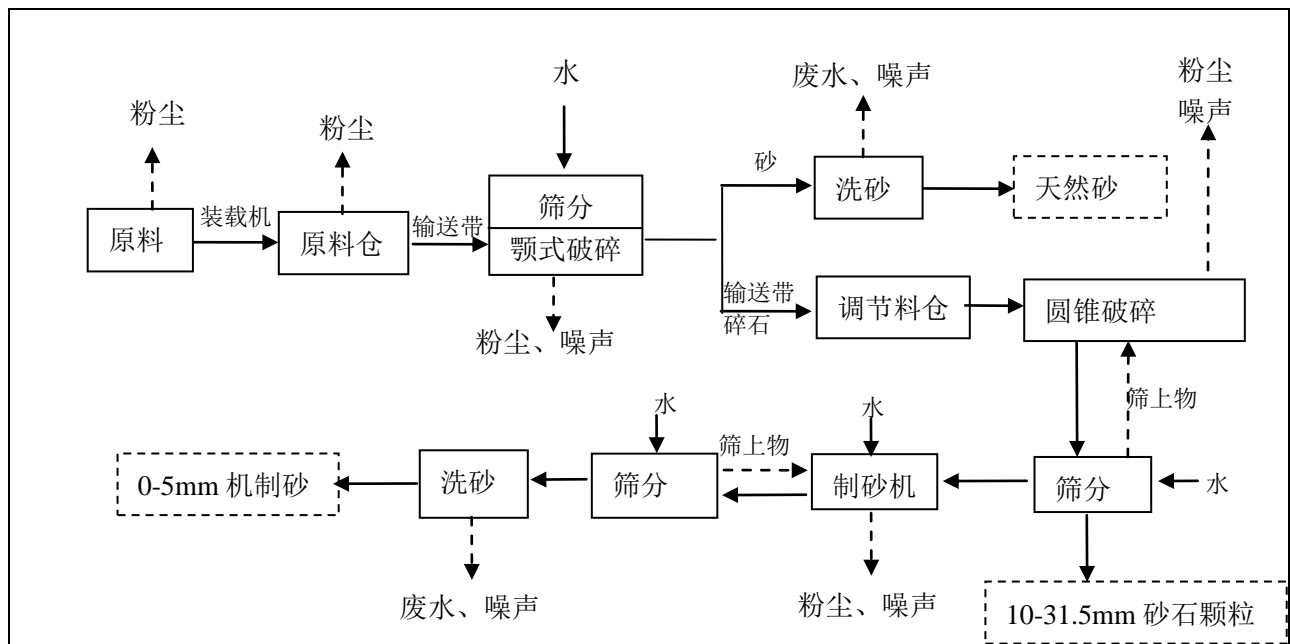 水
废水、噪声
粉尘
噪声
粉尘
粉尘
砂
洗砂
天然砂
筛分
装载机
输送带
原料
原料仓
颚式破碎
输送带
碎石
调节料仓
圆锥破碎
粉尘、噪声
筛上物
水
水
筛上物
0-5mm 机制砂
洗砂
筛分
制砂机
筛分
水
废水、噪声
粉尘、噪声
10-31.5mm 砂石颗粒